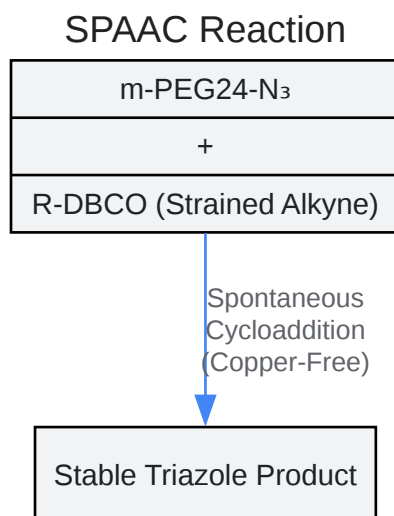 SPAAC Reaction
m-PEG24-N₃
+
R-DBCO (Strained Alkyne)
Spontaneous
Cycloaddition
(Copper-Free)
Stable Triazole Product